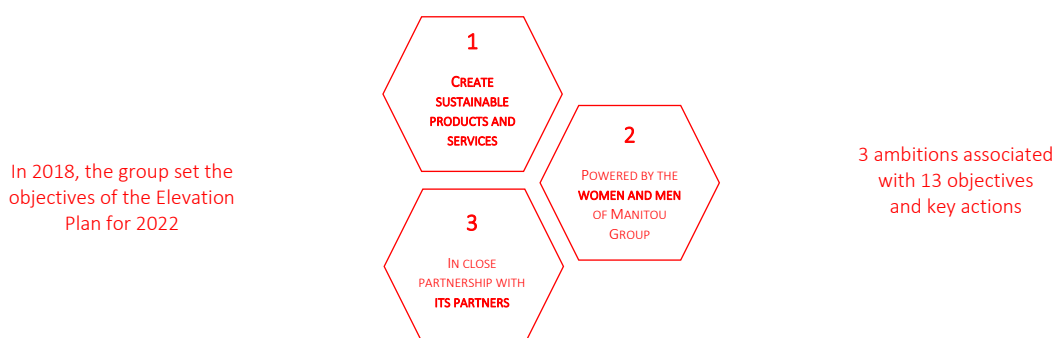 In 2018, the group set the
objectives of the Elevation
Plan for 2022
1
CREATE
SUSTAINABLE
PRODUCTS AND
SERVICES
2
POWERED BY THE
WOMEN AND MEN
OF MANITOU
GROUP
3
IN CLOSE
PARTNERSHIP WITH
ITS PARTNERS
3 ambitions associated
with 13 objectives
and key actions